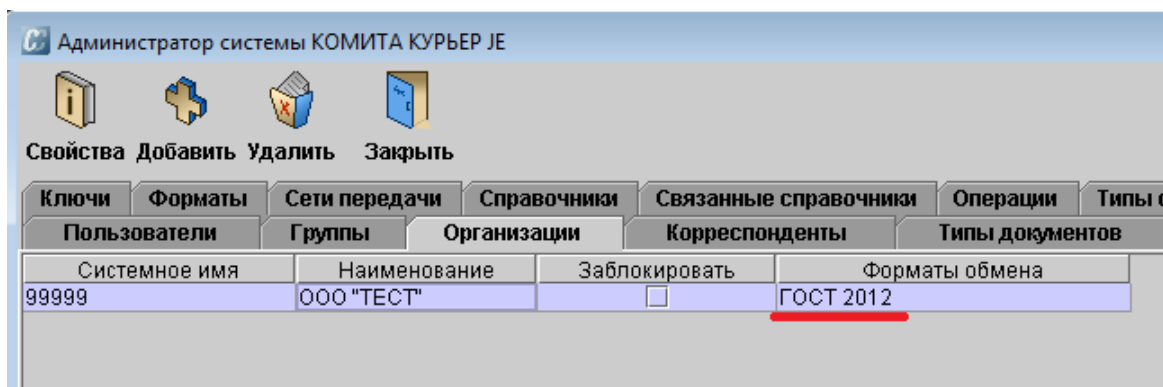 Администратор системы КОМИТА КУРЬЕР JE
Свойства Добавить Удалить Закрыть
Ключи Форматы Сети передачи Справочники Связанные справочники Операции Типы
Пользователи Группы Организации Корреспонденты Типы документов
Системное имя Наименование Заблокировать Форматы обмена
99999 ООО "ТЕСТ" ГОСТ 2012